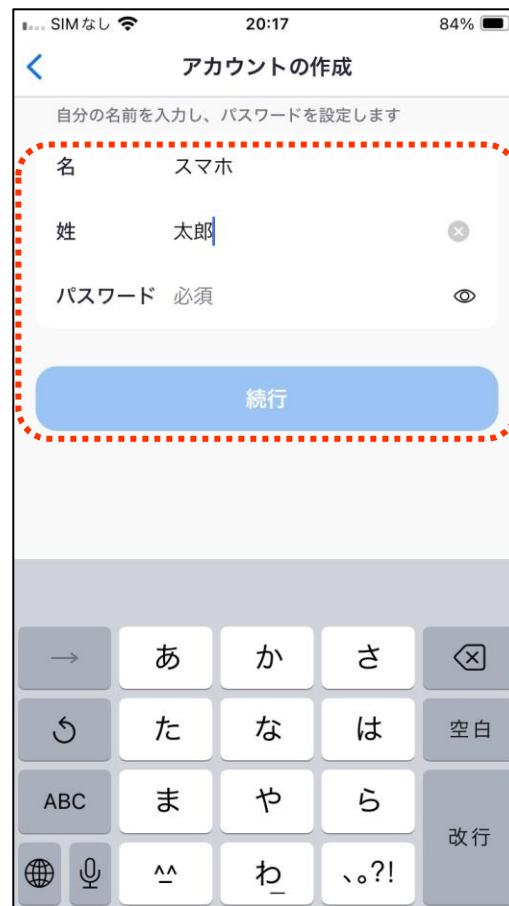 SIMなし 20:17 84%
アカウントの作成
自分の名前を入力し、パスワードを設定します
名 スマホ
姓 太郎
パスワード 必須
続行
→ あ か さ
た な は 空白
ABC ま や ら 改行
^^ わ 、。?!